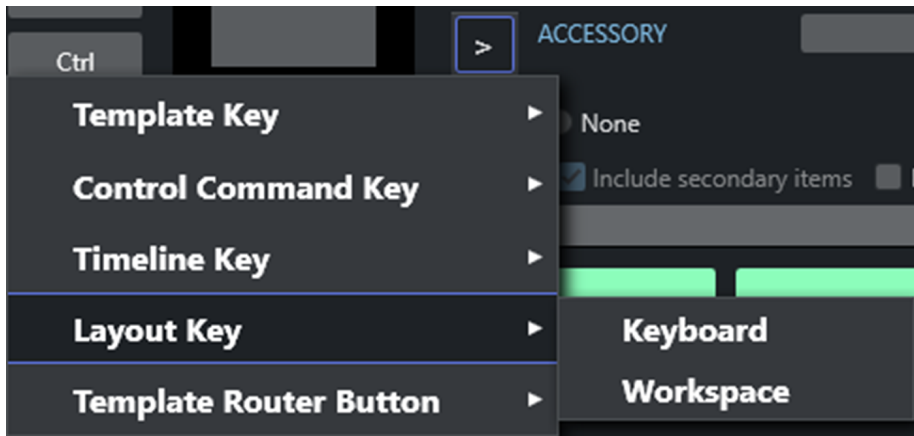 Ctrl
>
ACCESSORY
None
Include secondary items
Template Key
Control Command Key
Timeline Key
Layout Key
Template Router Button
Keyboard
Workspace